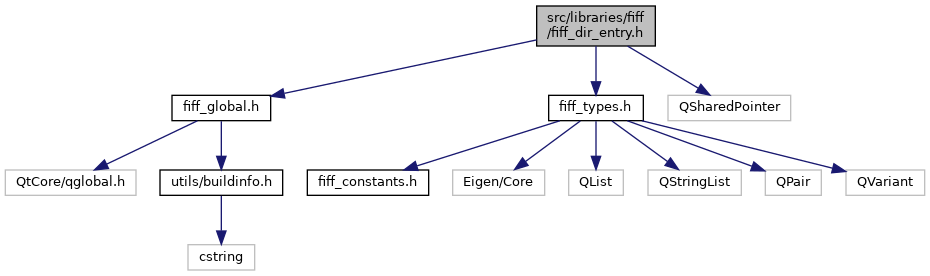 src/libraries/fiff
/fiff_dir_entry.h
fiff_global.h
fiff_types.h
QSharedPointer
QtCore/qglobal.h
utils/buildinfo.h
fiff_constants.h
Eigen/Core
QList
QStringList
QPair
QVariant
cstring